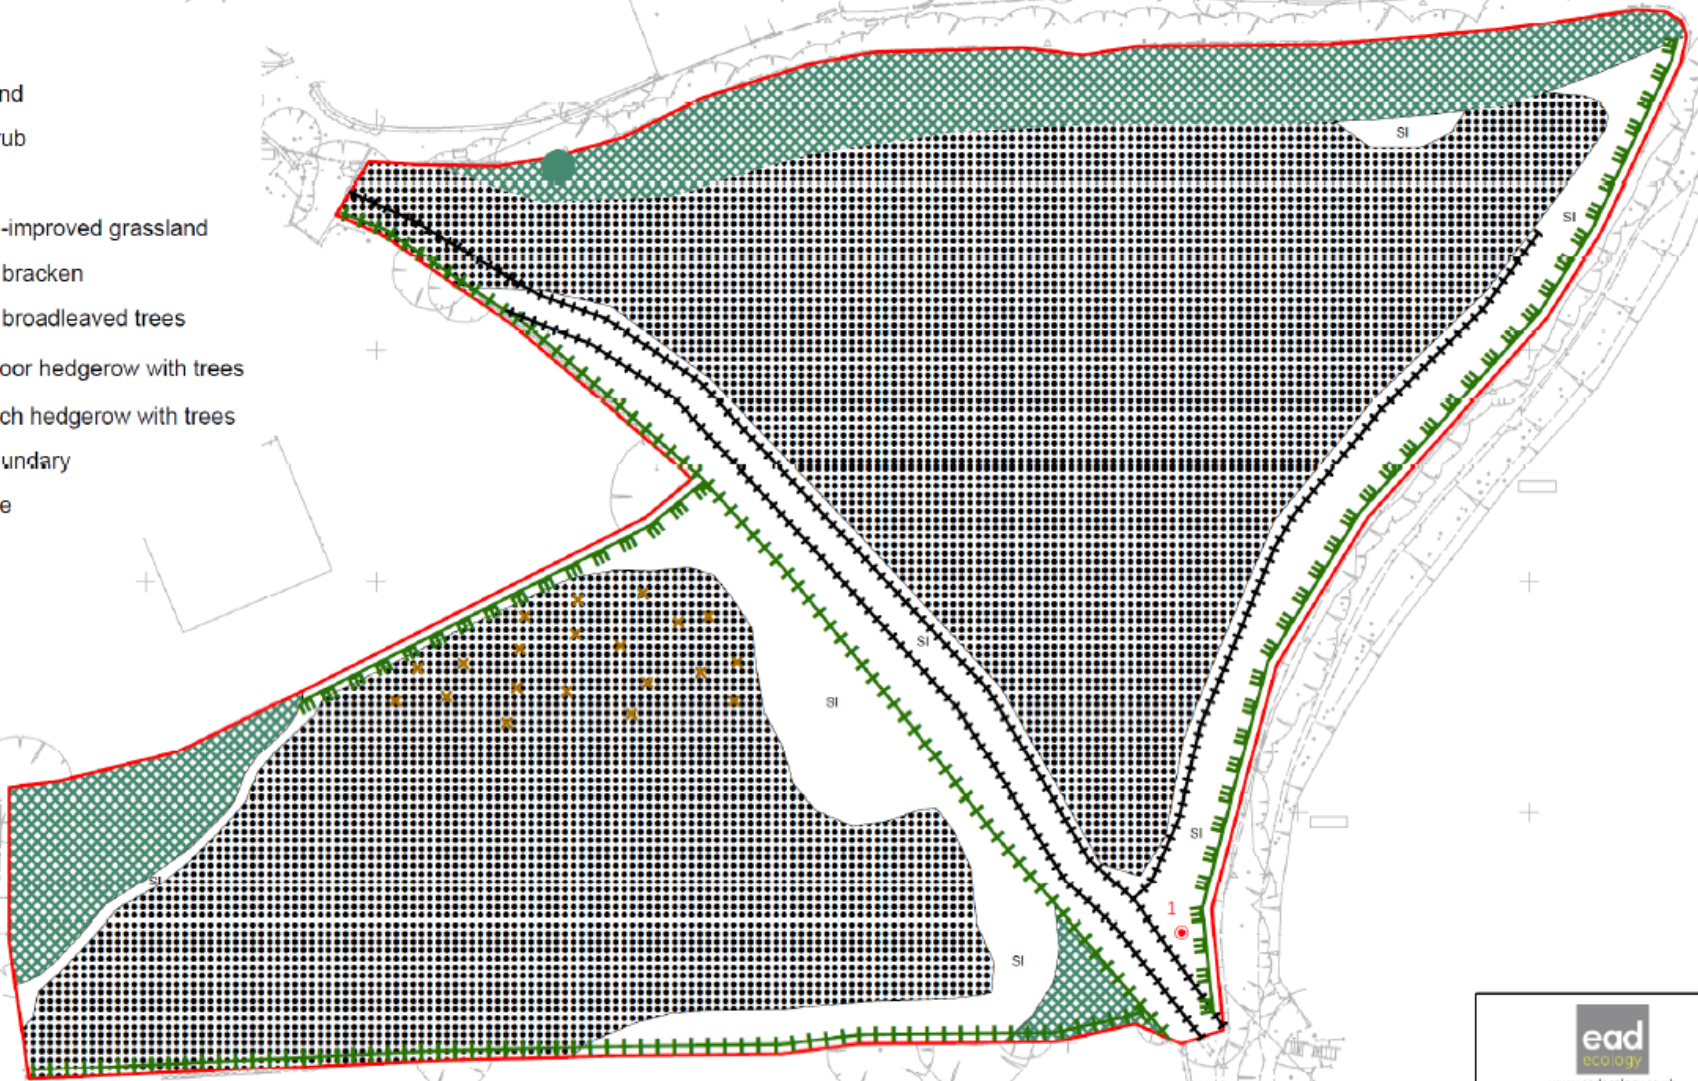 nd
rub
-improved grassland
bracken
broadleaved trees
oor hedgerow with trees
ch hedgerow with trees
undary
e
SI
SI
SI
SI
SI
SI
SI
1
ead
ecology